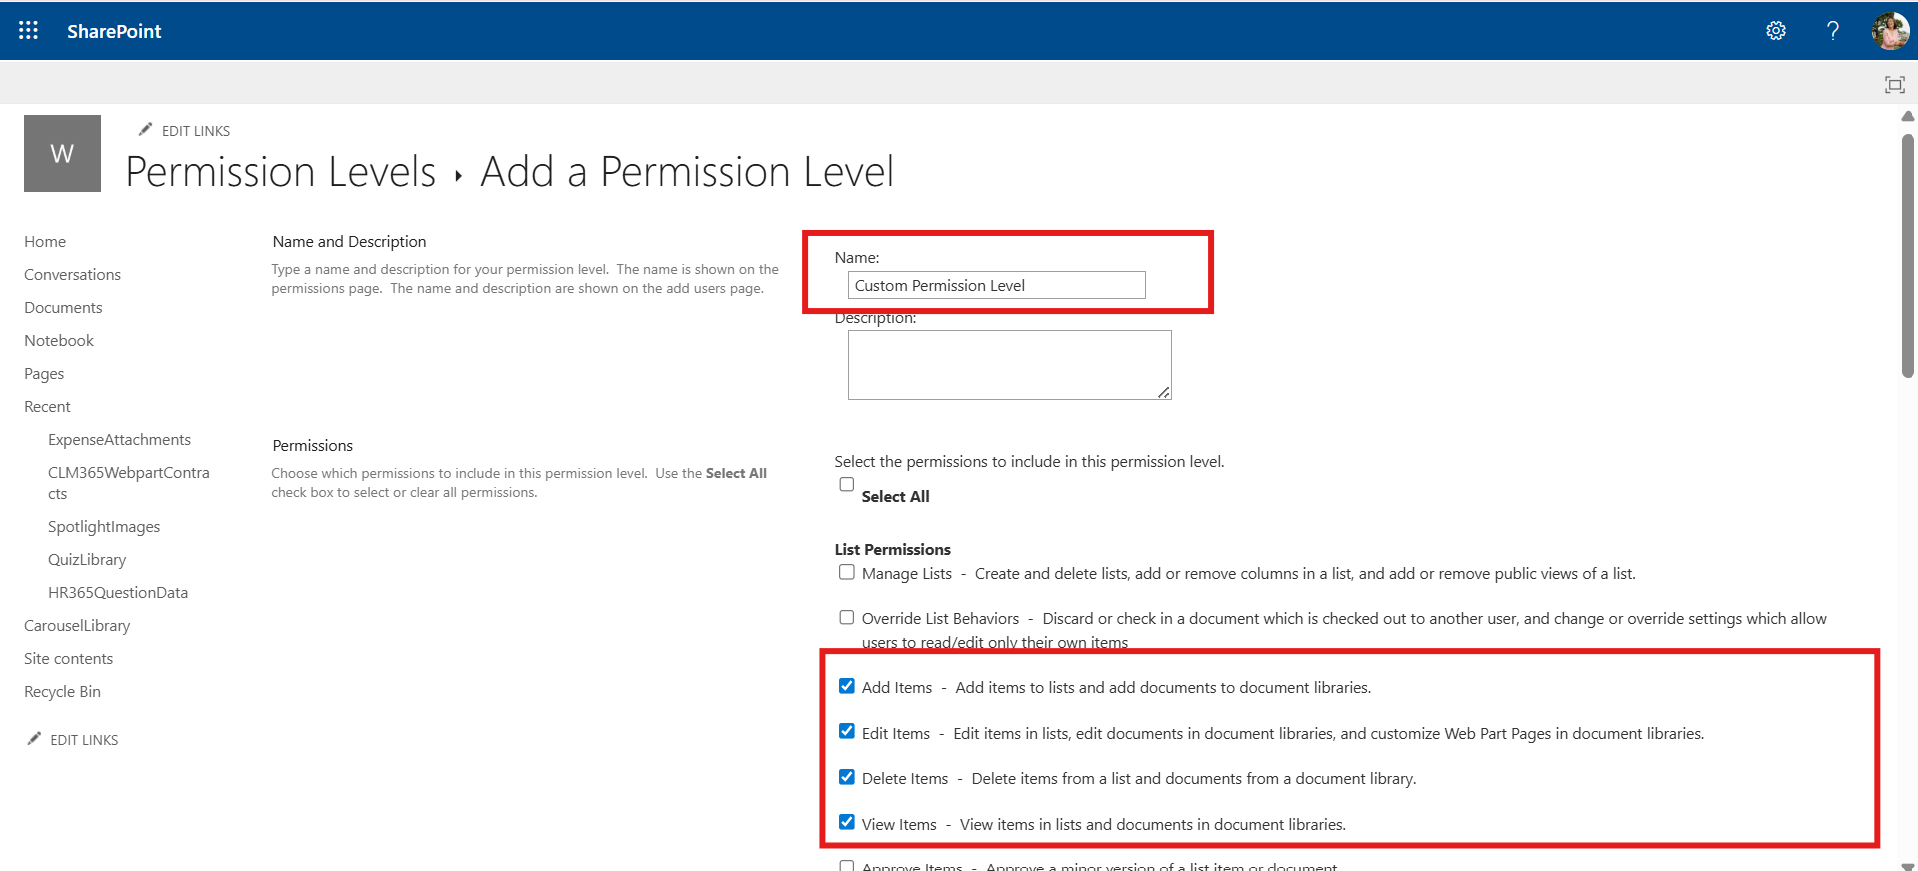 SharePoint
?
EDIT LINKS
W
Permission Levels ▸ Add a Permission Level
Home
Conversations
Documents
Notebook
Pages
Recent
ExpenseAttachments
CLM365WebpartContra
cts
SpotlightImages
QuizLibrary
HR365QuestionData
CarouselLibrary
Site contents
Recycle Bin
EDIT LINKS
Name and Description
Type a name and description for your permission level. The name is shown on the
permissions page. The name and description are shown on the add users page.
Name:
Custom Permission Level
Description:
Permissions
Choose which permissions to include in this permission level. Use the Select All
check box to select or clear all permissions.
Select the permissions to include in this permission level.
Select All
List Permissions
Manage Lists - Create and delete lists, add or remove columns in a list, and add or remove public views of a list.
Override List Behaviors - Discard or check in a document which is checked out to another user, and change or override settings which allow
users to read/edit only their own items
Add Items - Add items to lists and add documents to document libraries.
Edit Items - Edit items in lists, edit documents in document libraries, and customize Web Part Pages in document libraries.
Delete Items - Delete items from a list and documents from a document library.
View Items - View items in lists and documents in document libraries.
Approve Items - Approve a minor version of a list item or document